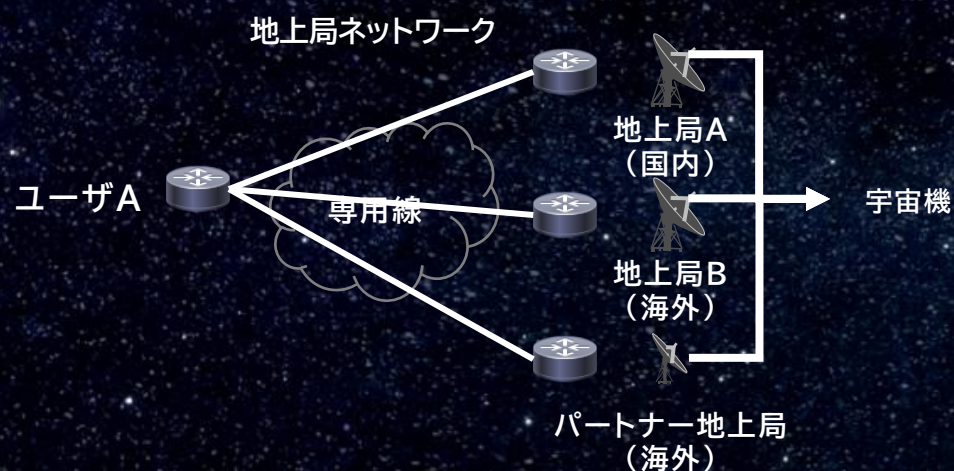 地上局ネットワーク
地上局A
（国内）
ユーザA
専用線
宇宙機
地上局B
（海外）
パートナー地上局
（海外）